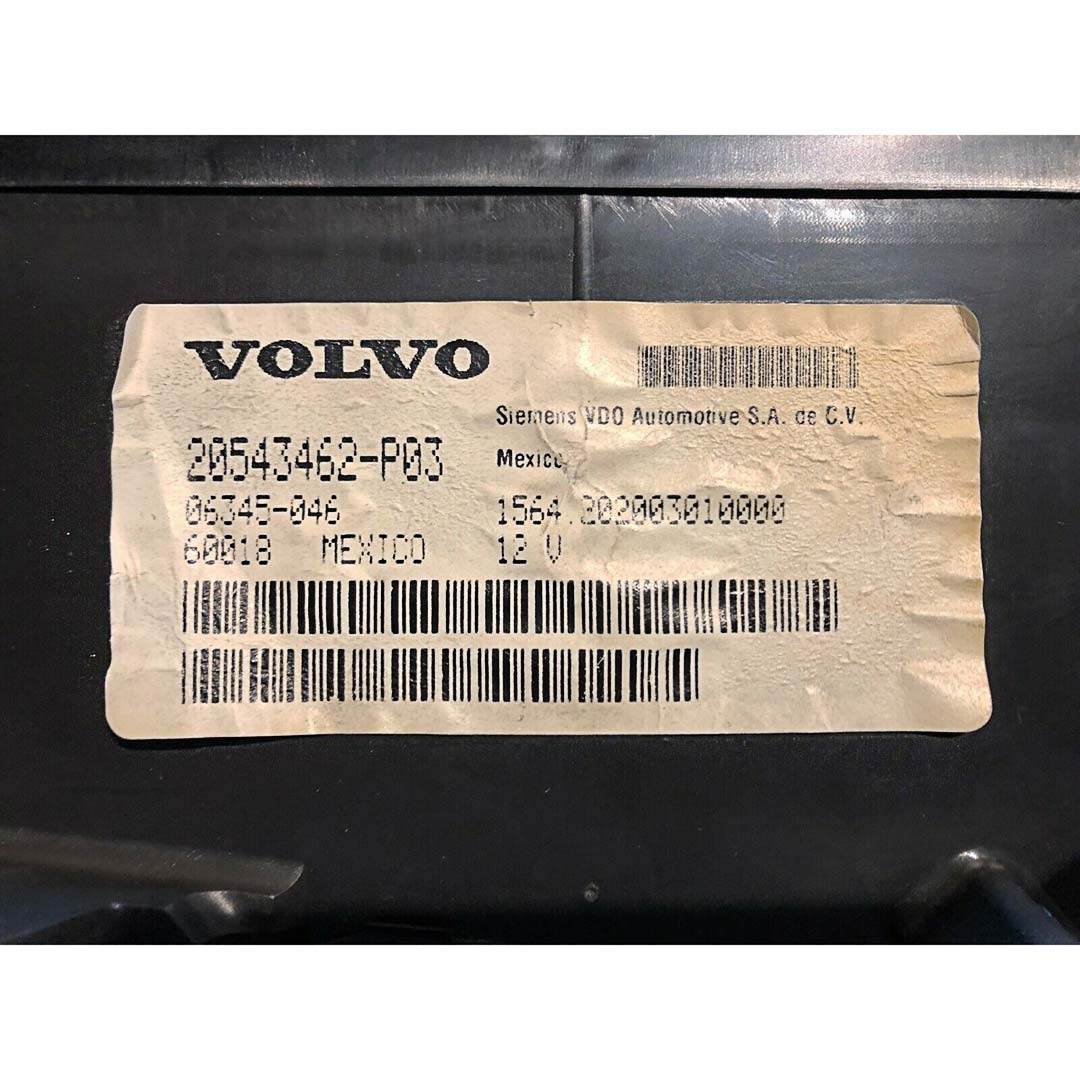 VOLVO
Siemens VDO Automotive S.A. de C.V.
20543462-P03
Mexico
06345-046
1564.202003010000
60018 MEXICO
12 V